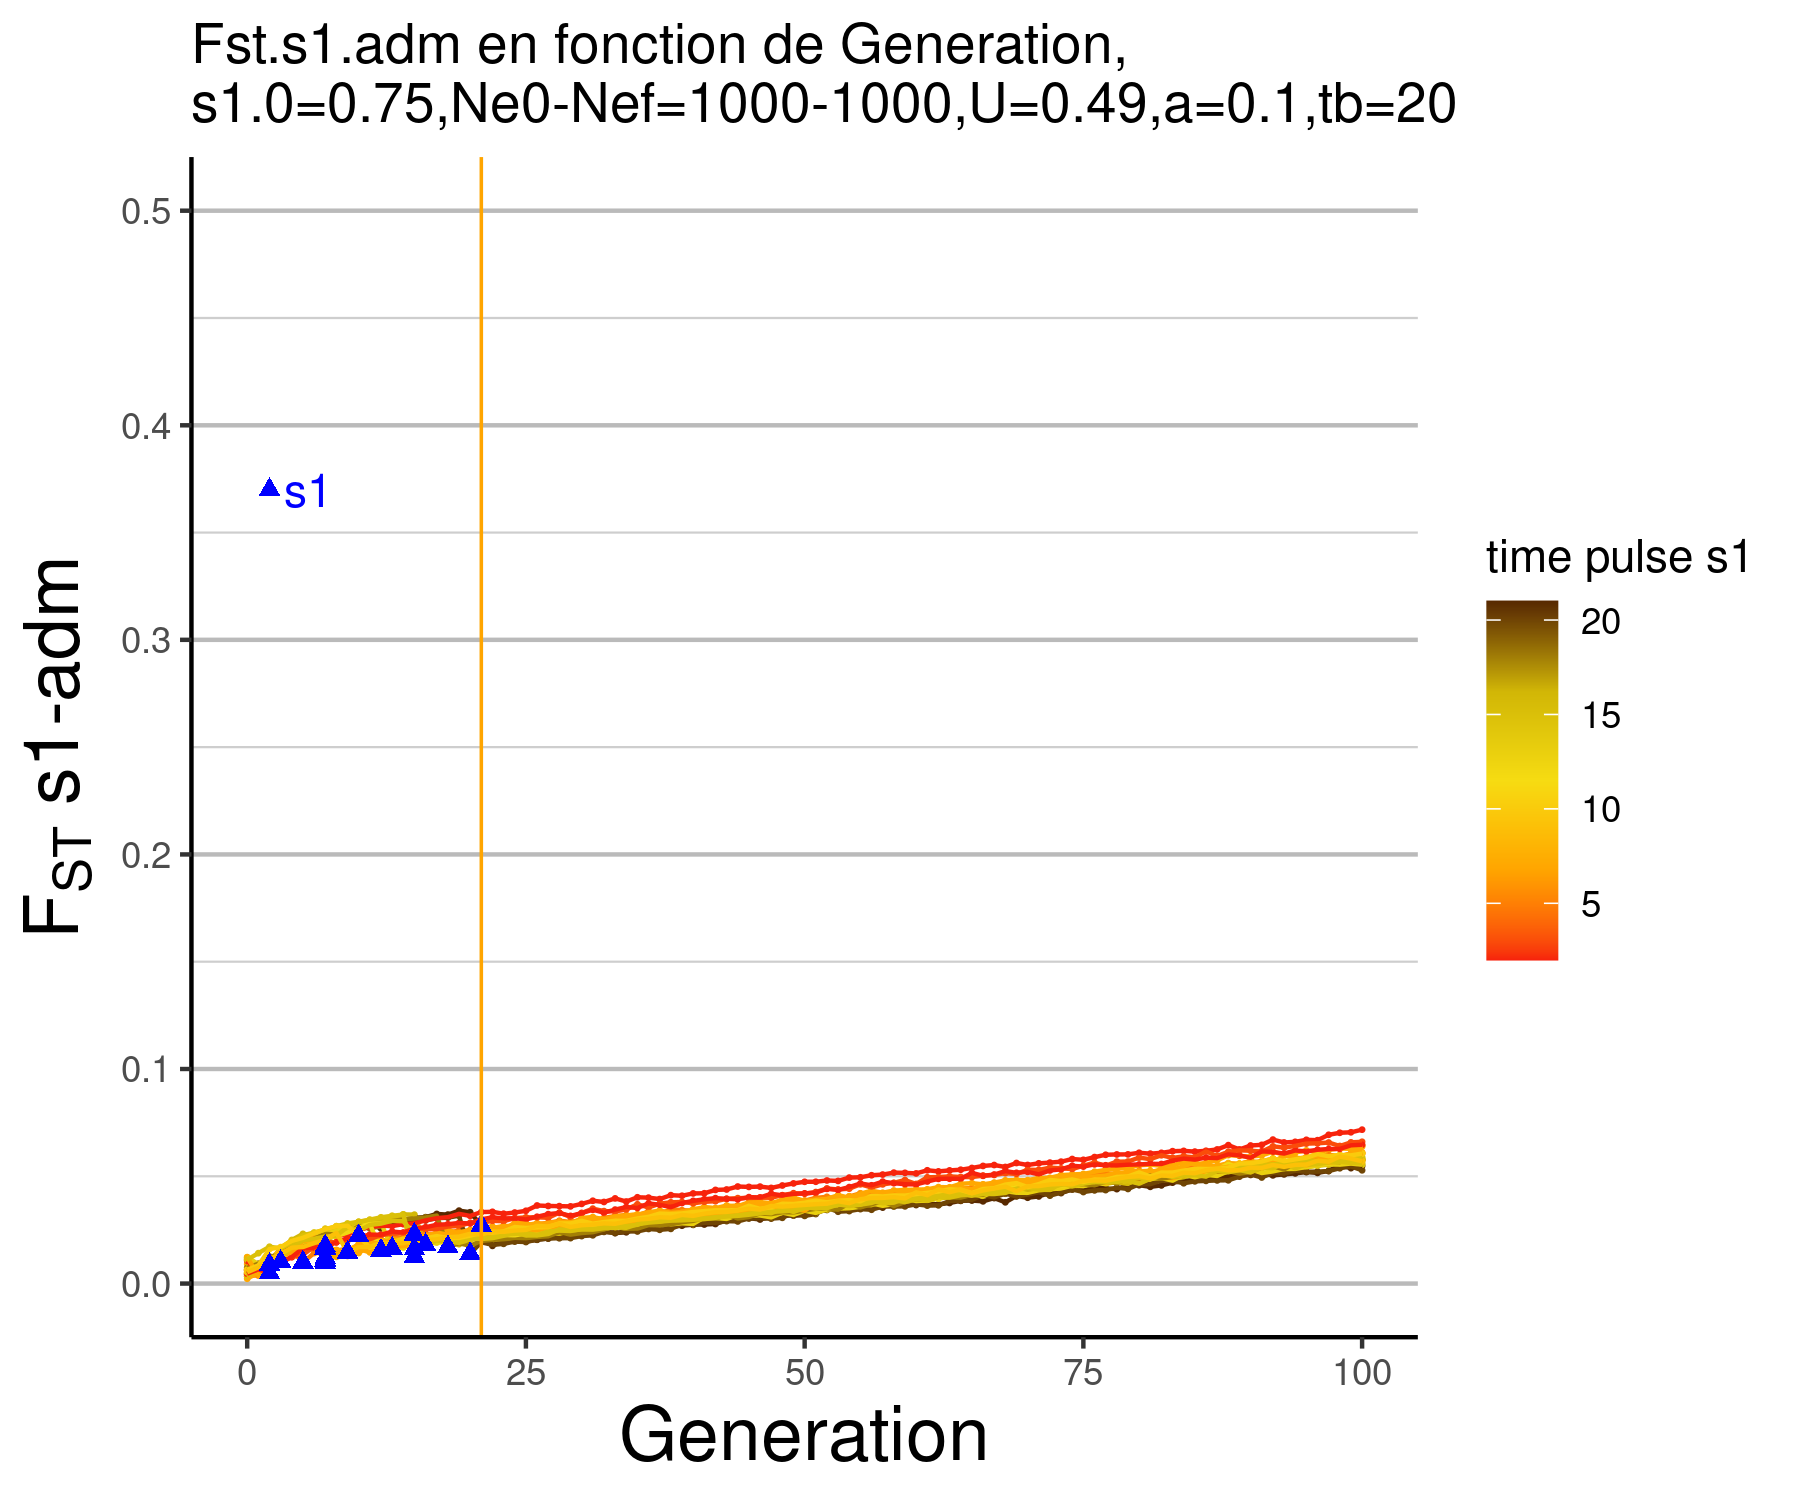 Fst.s1.adm en fonction de Generation,
s1.0=0.75,Ne0-Nef=1000-1000,U=0.49,a=0.1,tb=20
0.5
0.4
0.3
0.2
0.1
0.0
F_ST s1-adm
s1
0 25 50 75 100
Generation
time pulse s1
20
15
10
5